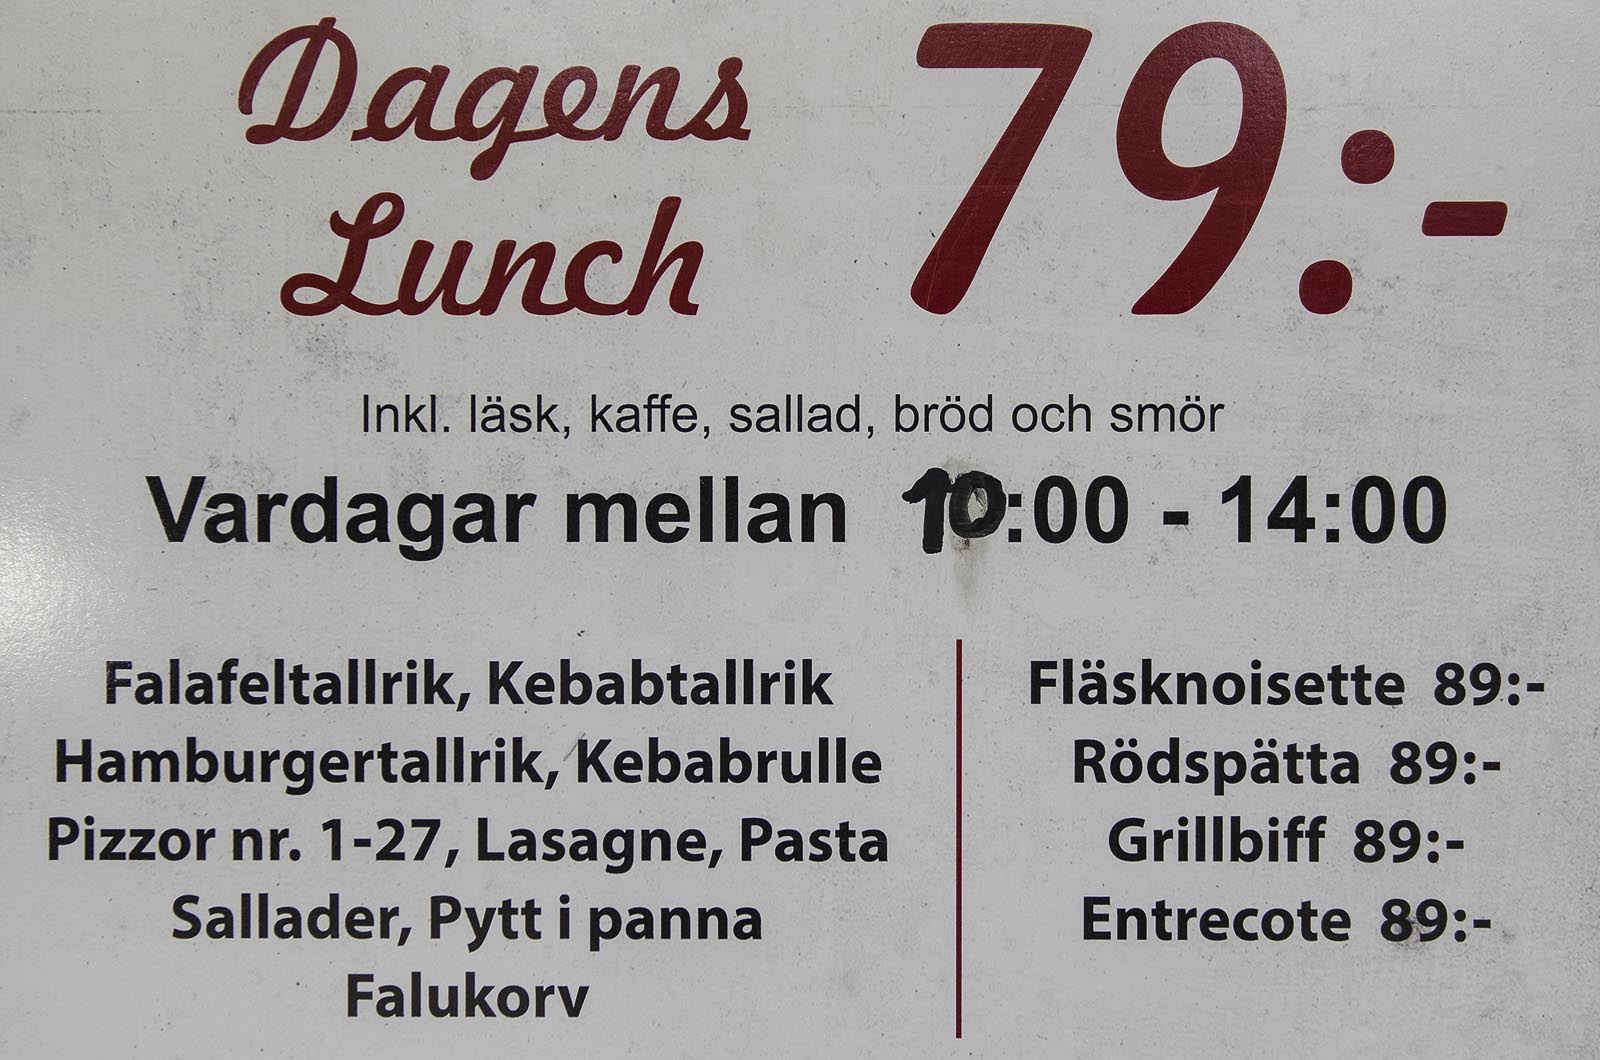 Dagens
Lunch
79:-
Inkl. läsk, kaffe, sallad, bröd och smör
Vardagar mellan 10:00 - 14:00
Falafeltallrik, Kebabtallrik
Hamburgertallrik, Kebabrulle
Pizzor nr. 1-27, Lasagne, Pasta
Sallader, Pytt i panna
Falukorv
Fläsknoisette 89:-
Rödspätta 89:-
Grillbiff 89:-
Entrecote 89:-